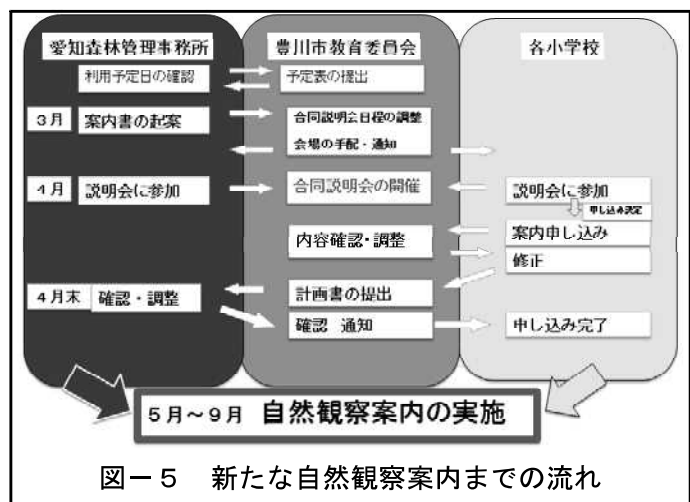 愛知森林管理事務所 豊川市教育委員会 各小学校
利用予定日の確認 予定表の提出
3月 案内書の起案 合同説明会日程の調整
会場の手配・通知
4月 説明会に参加 合同説明会の開催 説明会に参加
申し込み決定
内容確認・調整 案内申し込み
修正
4月末 確認・調整 計画書の提出
確認 通知 申し込み完了
5月~9月 自然観察案内の実施
図-5 新たな自然観察案内までの流れ